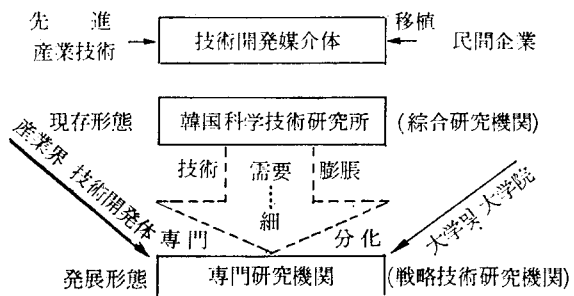 先進 移植
産業技術 技術開発媒介体 民間企業
現存形態 韓国科学技術研究所 (綜合研究機関)
技術 需要 膨脹
産業界 技術開発体
細
専門 分化
大学및大学院
発展形態 専門研究機関 (戦略技術研究機関)